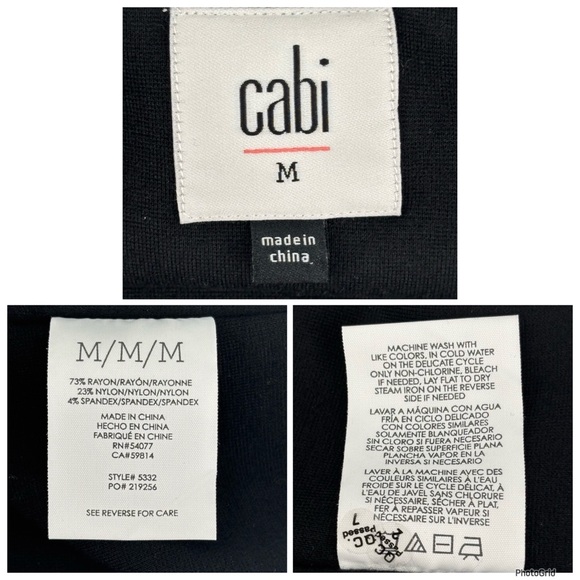 cabi
M
made in
china
M/M/M
73% RAYON/RAYÓN/RAYONNE
23% NYLON/NYLON/NYLON
4% SPANDEX/SPANDEX/SPANDEX
MADE IN CHINA
HECHO EN CHINA
FABRIQUÉ EN CHINE
RN#54077
CA#59814
STYLE# 5332
PO# 219256
SEE REVERSE FOR CARE
MACHINE WASH WITH
LIKE COLORS, IN COLD WATER
ON THE DELICATE CYCLE
ONLY NON-CHLORINE, BLEACH
IF NEEDED, LAY FLAT TO DRY
STEAM IRON ON THE REVERSE
SIDE IF NEEDED
LAVAR A MÁQUINA CON AGUA
FRÍA EN CICLO DELICADO
CON COLORES SIMILARES
SOLAMENTE BLANQUEADOR
SIN CLORO SI FUERA NECESARIO
SECAR SOBRE SUPERFICIE PLANA
PLANCHA VAPOR EN LA
INVERSA SI NECESARIO
LAVER À LA MACHINE AVEC DES
COULEURS SIMILAIRES À L'EAU
FROIDE SUR LE CYCLE DÉLICAT, À
L'EAU DE JAVEL SANS CHLORURE
SI NÉCESSAIRE, SÉCHER À PLAT,
FER À REPASSER VAPEUR SI
NÉCESSAIRE SUR L'INVERSE
QC
Passed
7
QC
Passed
2
PhotoGrid